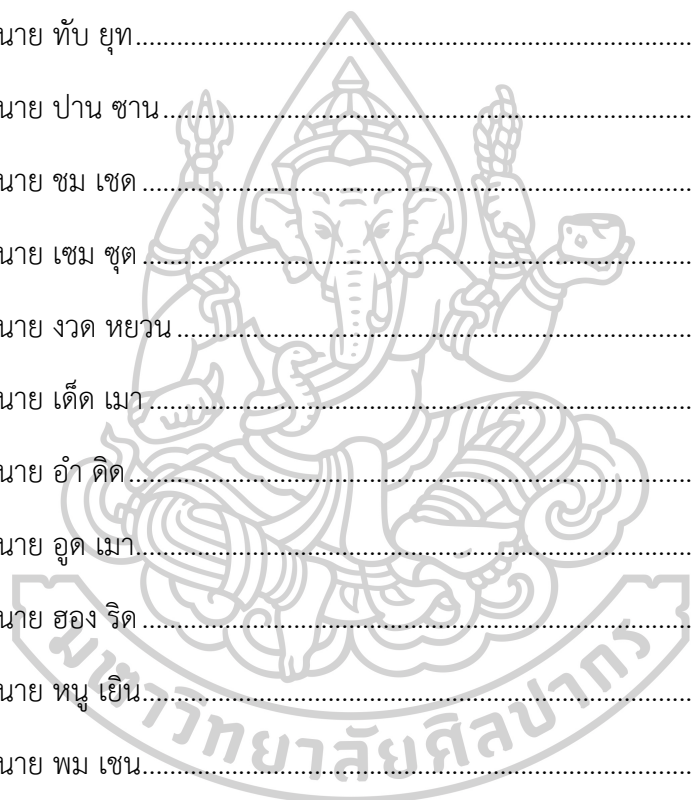 นาย ทับ ยุท..............................................................................
นาย ปาน ซาน..........................................................................
นาย ชม เชด.............................................................................
นาย เซม ซุต.............................................................................
นาย งวด หยวน........................................................................
นาย เด็ด เมา............................................................................
นาย อำ ดิด...............................................................................
นาย อูด เมา..............................................................................
นาย ฮอง ริด.............................................................................
นาย หนู เยิน.............................................................................
นาย พม เชน.............................................................................
มหาวิทยาลัยศิลปากร